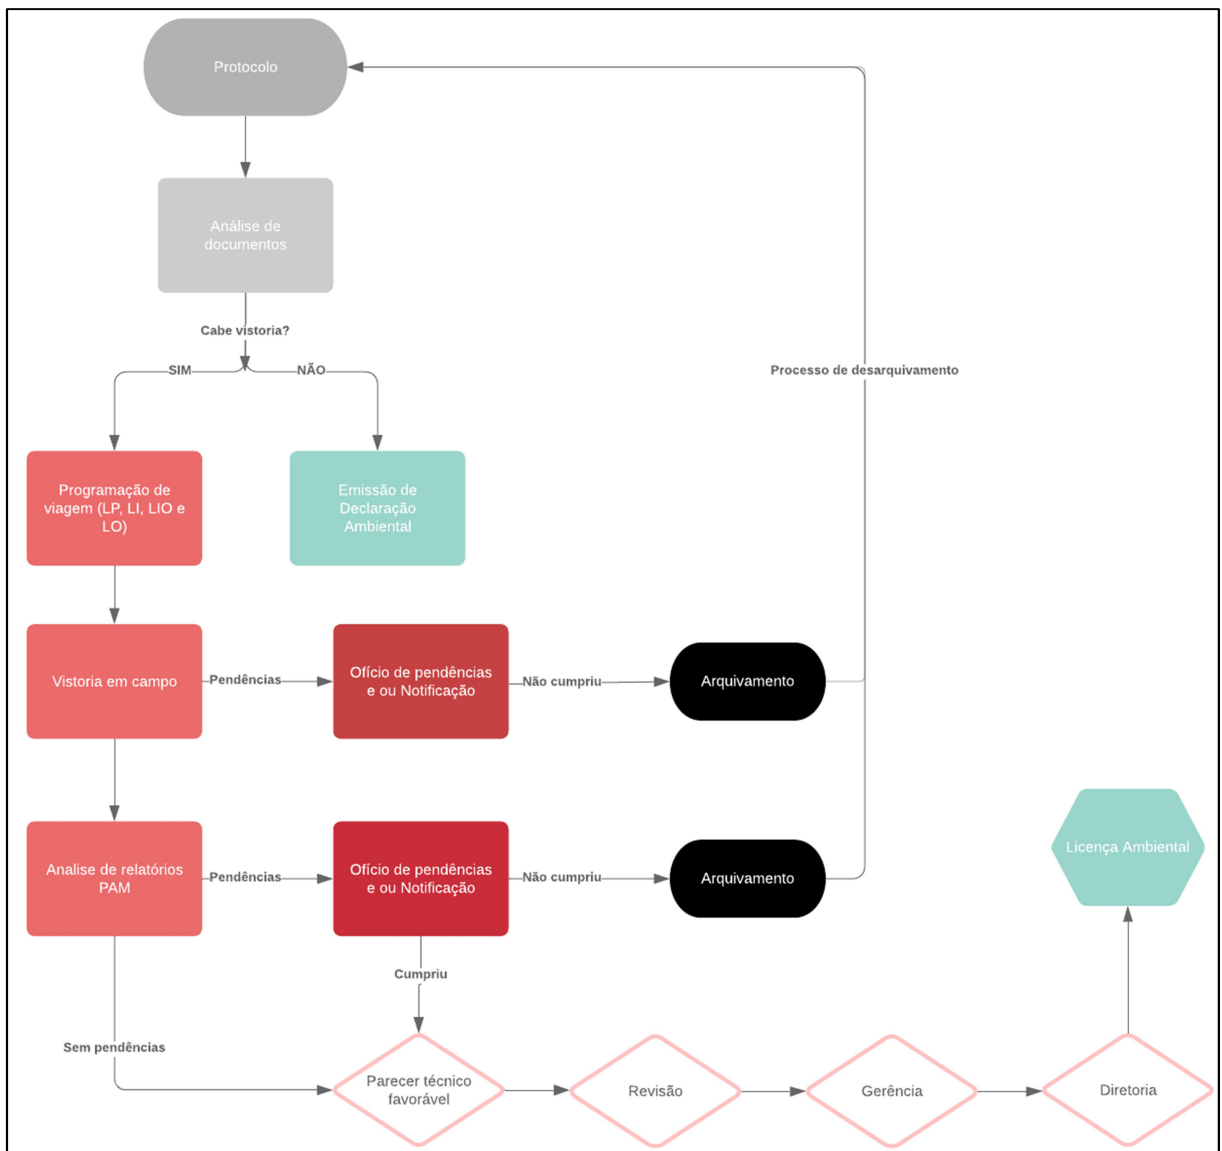 Protocolo
Análise de
documentos
Cabe vistoria?
SIM
NÃO
Processo de desarquivamento
Programação de
viagem (LP, LI, LIO e
LO)
Emissão de
Declaração
Ambiental
Vistoria em campo
Pendências
Ofício de pendências
e ou Notificação
Não cumpriu
Arquivamento
Analise de relatórios
PAM
Pendências
Ofício de pendências
e ou Notificação
Não cumpriu
Arquivamento
Licença Ambiental
Cumpriu
Sem pendências
Parecer técnico
favorável
Revisão
Gerência
Diretoria